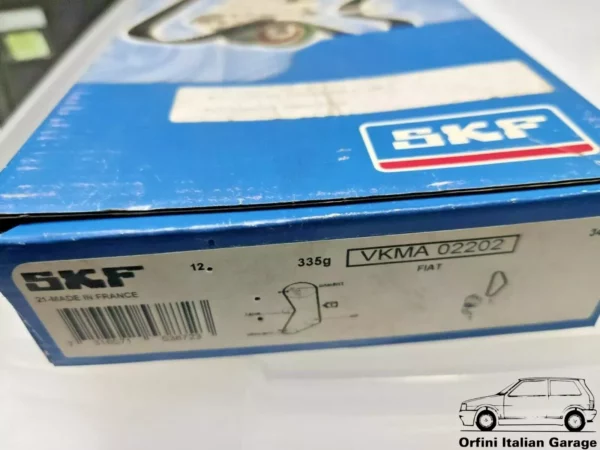 SKF
SKF
12.
335g
VKMA 02202
FIAT
21-MADE IN FRANCE
Orfini Italian Garage